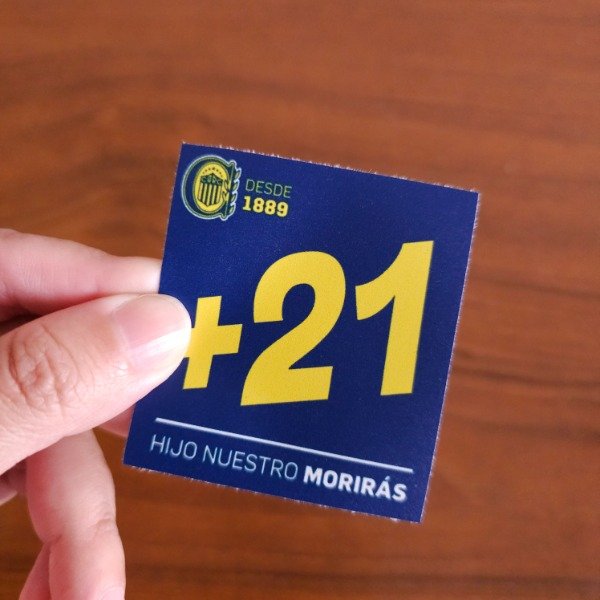 DESDE
1889
+21
HIJO NUESTRO MORIRÁS